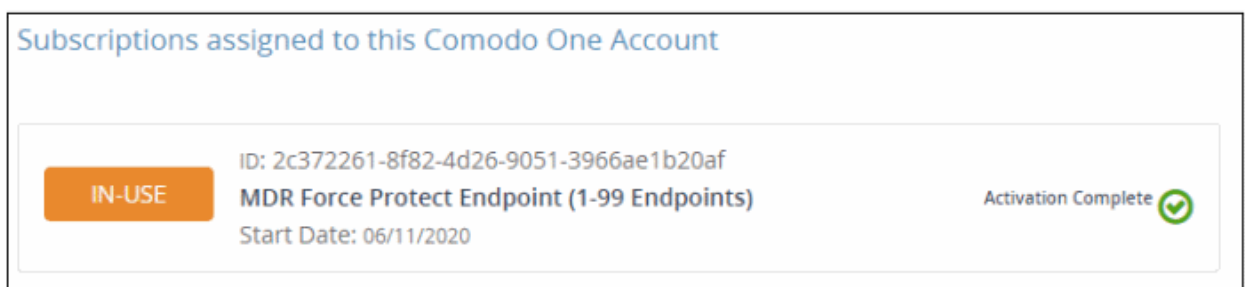 Subscriptions assigned to this Comodo One Account
ID: 2c372261-8f82-4d26-9051-3966ae1b20af
IN-USE
MDR Force Protect Endpoint (1-99 Endpoints)
Activation Complete
Start Date: 06/11/2020